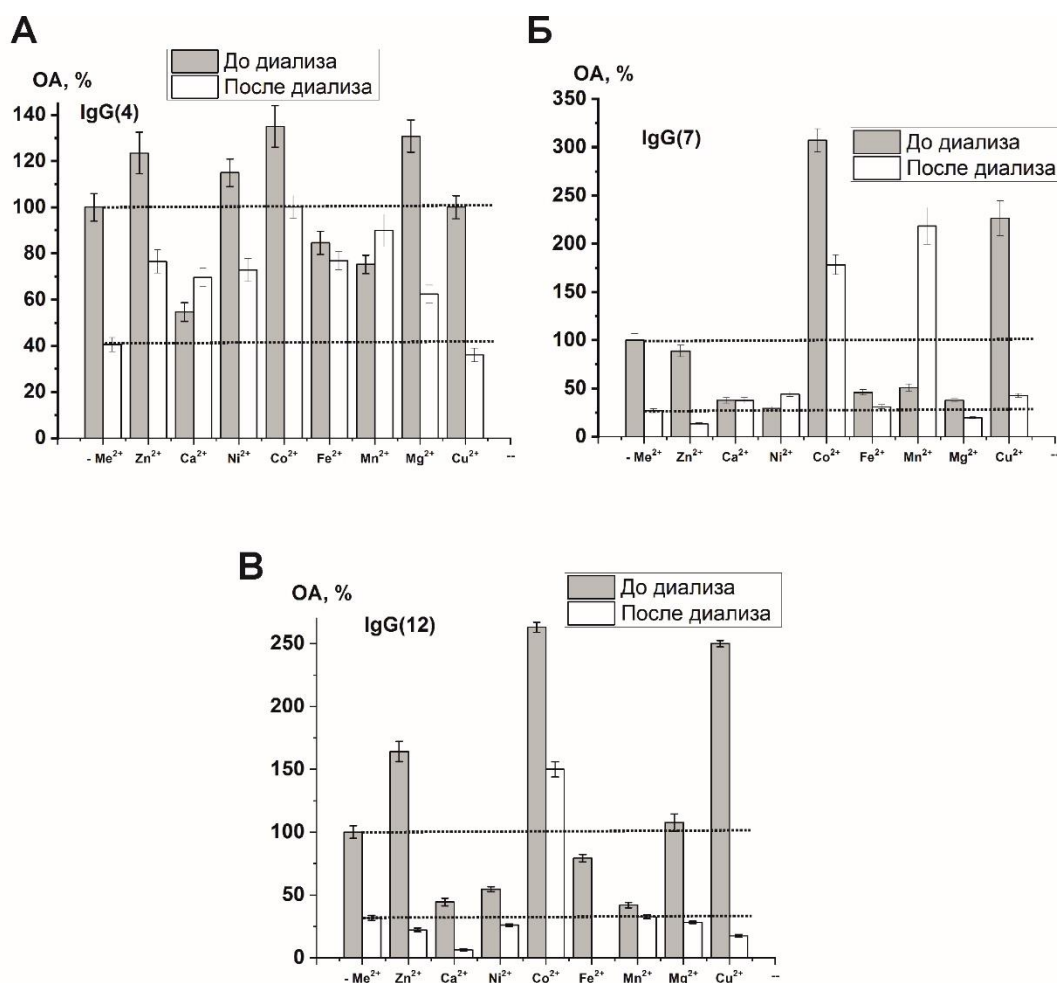 А
До диализа
После диализа
ОА, %
IgG(4)
140
120
100
80
60
40
20
0
- Me²⁺ Zn²⁺ Ca²⁺ Ni²⁺ Co²⁺ Fe²⁺ Mn²⁺ Mg²⁺ Cu²⁺ --
Б
ОА, %
IgG(7)
До диализа
После диализа
350
300
250
200
150
100
50
0
- Me²⁺ Zn²⁺ Ca²⁺ Ni²⁺ Co²⁺ Fe²⁺ Mn²⁺ Mg²⁺ Cu²⁺ --
В
ОА, %
IgG(12)
До диализа
После диализа
250
200
150
100
50
0
- Me²⁺ Zn²⁺ Ca²⁺ Ni²⁺ Co²⁺ Fe²⁺ Mn²⁺ Mg²⁺ Cu²⁺ --